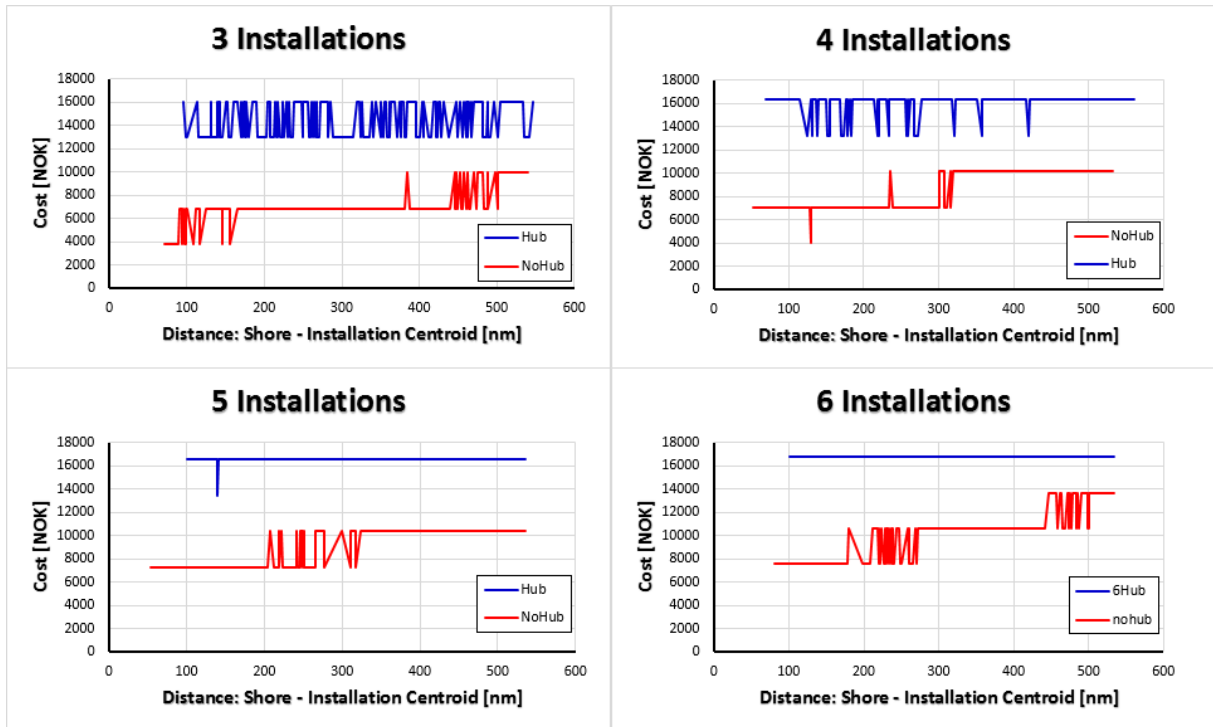 3 Installations
Cost [NOK]
18000
16000
14000
12000
10000
8000
6000
4000
2000
0
0 100 200 300 400 500 600
Distance: Shore - Installation Centroid [nm]
Hub
NoHub
4 Installations
Cost [NOK]
18000
16000
14000
12000
10000
8000
6000
4000
2000
0
0 100 200 300 400 500 600
Distance: Shore - Installation Centroid [nm]
NoHub
Hub
5 Installations
Cost [NOK]
18000
16000
14000
12000
10000
8000
6000
4000
2000
0
0 100 200 300 400 500 600
Distance: Shore - Installation Centroid [nm]
Hub
NoHub
6 Installations
Cost [NOK]
18000
16000
14000
12000
10000
8000
6000
4000
2000
0
0 100 200 300 400 500 600
Distance: Shore - Installation Centroid [nm]
6Hub
nohub